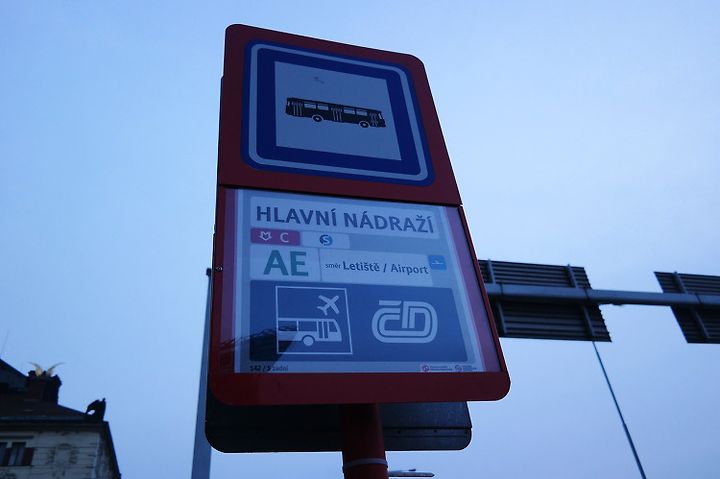 HLAVNÍ NÁDRAŽÍ
C S
AE směr Letiště / Airport
ČD